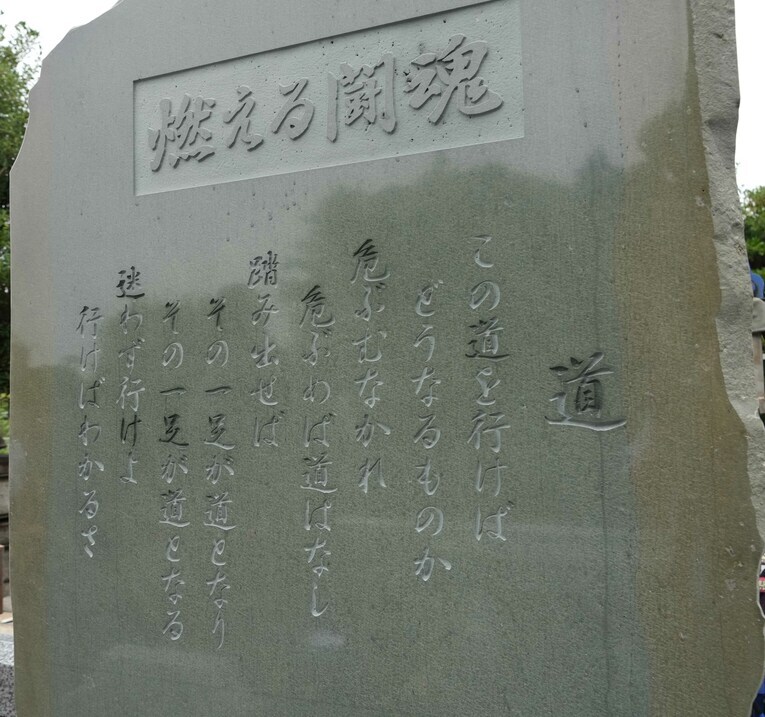 燃える闘魂
道
この道を行けば
どうなるものか
危ぶむなかれ
危ぶめば道はなし
踏み出せば
その一足が道となり
その一足が道となる
迷わず行けよ
行けばわかるさ